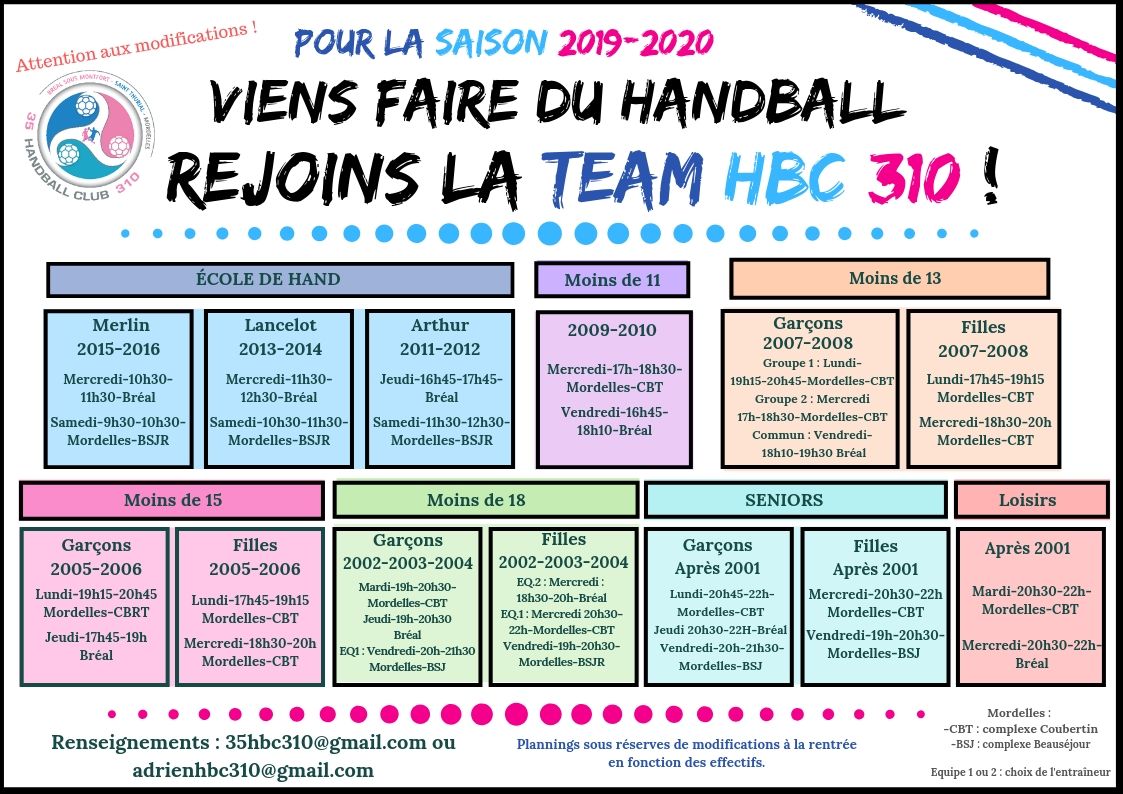 Attention aux modifications !
POUR LA SAISON 2019-2020
VIENS FAIRE DU HANDBALL
REJOINS LA TEAM HBC 310 !
BRÉAL SOUS MONTFORT - SAINT THURIAL - MORDELLES
35 HANDBALL CLUB 310
ÉCOLE DE HAND
Merlin
2015-2016
Mercredi-10h30-
11h30-Bréal
Samedi-9h30-10h30-
Mordelles-BSJR
Lancelot
2013-2014
Mercredi-11h30-
12h30-Bréal
Samedi-10h30-11h30-
Mordelles-BSJR
Arthur
2011-2012
Jeudi-16h45-17h45-
Bréal
Samedi-11h30-12h30-
Mordelles-BSJR
Moins de 11
2009-2010
Mercredi-17h-18h30-
Mordelles-CBT
Vendredi-16h45-
18h10-Bréal
Moins de 13
Garçons
2007-2008
Groupe 1 : Lundi-
19h15-20h45-Mordelles-CBT
Groupe 2 : Mercredi
17h-18h30-Mordelles-CBT
Commun : Vendredi-
18h10-19h30 Bréal
Filles
2007-2008
Lundi-17h45-19h15
Mordelles-CBT
Mercredi-18h30-20h
Mordelles-CBT
Moins de 15
Garçons
2005-2006
Lundi-19h15-20h45
Mordelles-CBRT
Jeudi-17h45-19h
Bréal
Filles
2005-2006
Lundi-17h45-19h15
Mordelles-CBT
Mercredi-18h30-20h
Mordelles-CBT
Moins de 18
Garçons
2002-2003-2004
Mardi-19h-20h30-
Mordelles-CBT
Jeudi-19h-20h30
Bréal
EQ1 : Vendredi-20h-21h30
Mordelles-BSJ
Filles
2002-2003-2004
EQ.2 : Mercredi :
18h30-20h-Bréal
EQ.1 : Mercredi 20h30-
22h-Mordelles-CBT
Vendredi-19h-20h30-
Mordelles-BSJR
SENIORS
Garçons
Après 2001
Lundi-20h45-22h-
Mordelles-CBT
Jeudi 20h30-22H-Bréal
Vendredi-20h-21h30-
Mordelles-BSJ
Filles
Après 2001
Mercredi-20h30-22h
Mordelles-CBT
Vendredi-19h-20h30-
Mordelles-BSJ
Loisirs
Après 2001
Mardi-20h30-22h-
Mordelles-CBT
Mercredi-20h30-22h-
Bréal
Renseignements : 35hbc310@gmail.com ou
adrienhbc310@gmail.com
Plannings sous réserves de modifications à la rentrée
en fonction des effectifs.
Mordelles :
-CBT : complexe Coubertin
-BSJ : complexe Beauséjour
Equipe 1 ou 2 : choix de l'entraîneur